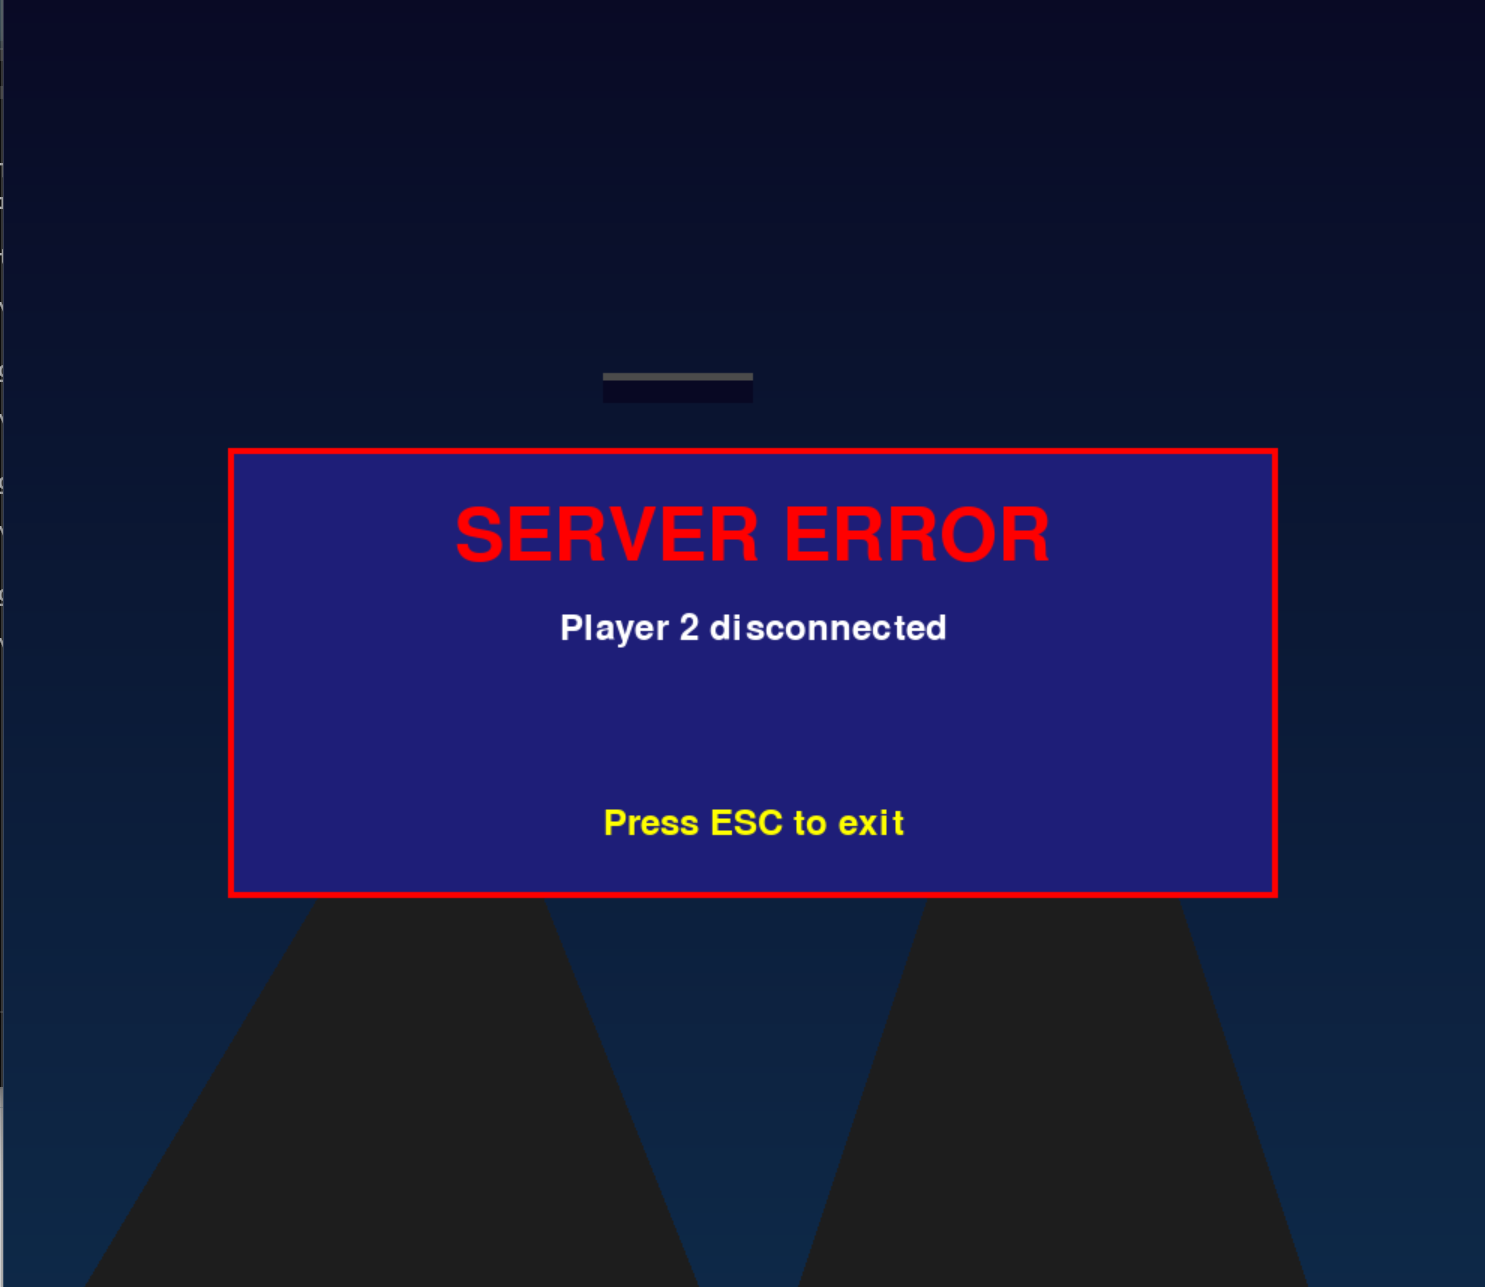 SERVER ERROR
Player 2 disconnected
Press ESC to exit